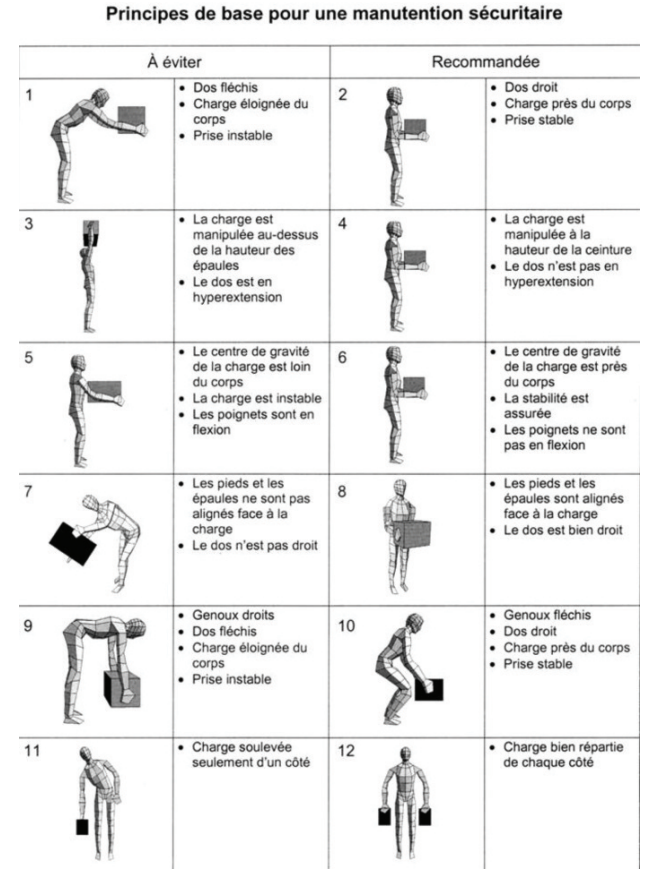 Principes de base pour une manutention sécuritaire
À éviter
Recommandée
1
• Dos fléchis
• Charge éloignée du
corps
• Prise instable
2
• Dos droit
• Charge près du corps
• Prise stable
3
• La charge est
manipulée au-dessus
de la hauteur des
épaules
• Le dos est en
hyperextension
4
• La charge est
manipulée à la
hauteur de la ceinture
• Le dos n'est pas en
hyperextension
5
• Le centre de gravité
de la charge est loin
du corps
• La charge est instable
• Les poignets sont en
flexion
6
• Le centre de gravité
de la charge est près
du corps
• La stabilité est
assurée
• Les poignets ne sont
pas en flexion
7
• Les pieds et les
épaules ne sont pas
alignés face à la
charge
• Le dos n'est pas droit
8
• Les pieds et les
épaules sont alignés
face à la charge
• Le dos est bien droit
9
• Genoux droits
• Dos fléchis
• Charge éloignée du
corps
• Prise instable
10
• Genoux fléchis
• Dos droit
• Charge près du corps
• Prise stable
11
• Charge soulevée
seulement d'un côté
12
• Charge bien répartie
de chaque côté